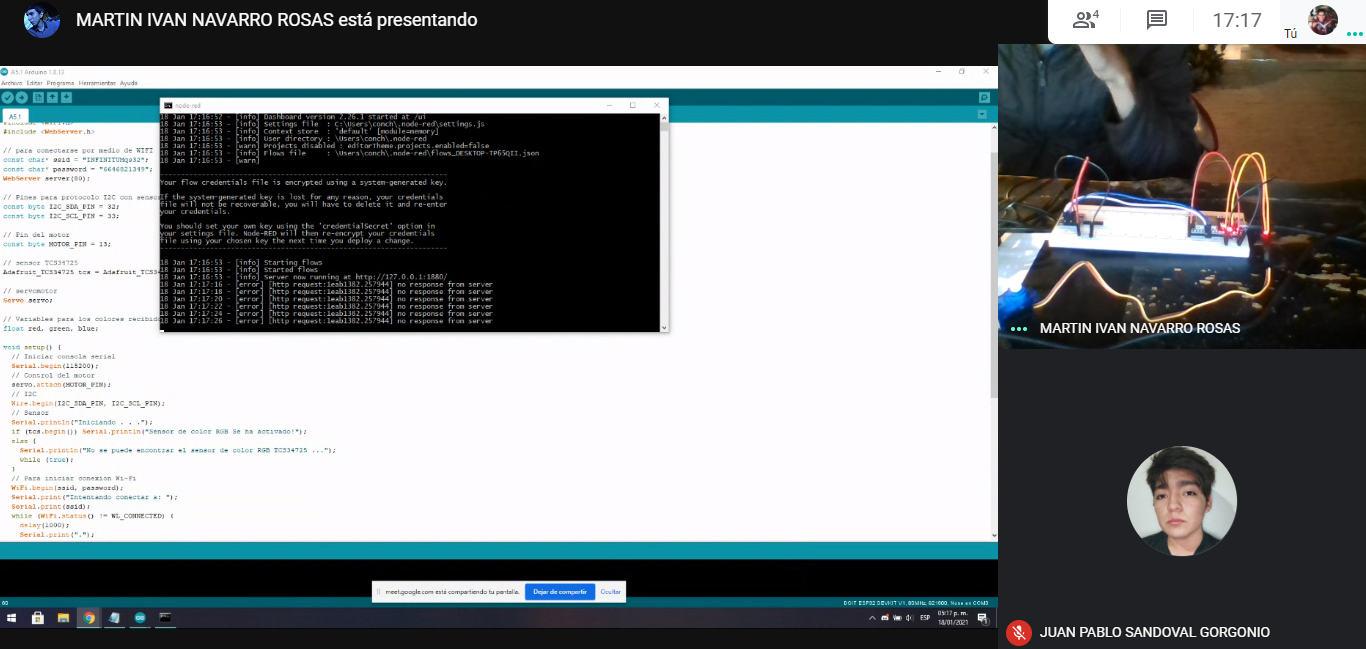 MARTIN IVAN NAVARRO ROSAS está presentando
4
17:17
Tú
A5.1 Arduino 1.8.13
Archivo Editar Programa Herramientas Ayuda
A5.1
#include <WebServer.h>
// para conectarse por medio de WIFI
const char* ssid = "INFINITUMqs32";
const char* password = "6646821349";
WebServer server(80);
// Pines para protocolo I2C con sensor
const byte I2C_SDA_PIN = 32;
const byte I2C_SCL_PIN = 33;
// Pin del motor
const byte MOTOR_PIN = 13;
// sensor TCS34725
Adafruit_TCS34725 tcs = Adafruit_TCS34
// servomotor
Servo servo;
// Variables para los colores recibido
float red, green, blue;
void setup() {
// Iniciar consola serial
Serial.begin(115200);
// Control del motor
servo.attach(MOTOR_PIN);
// I2C
Wire.begin(I2C_SDA_PIN, I2C_SCL_PIN);
// Sensor
Serial.println("Iniciando . . .");
if (tcs.begin()) Serial.println("Sensor de color RGB Se ha activado!");
else {
Serial.println("No se puede encontrar el sensor de color RGB TCS34725 ...");
while (true);
}
// Para iniciar conexion Wi-Fi
WiFi.begin(ssid, password);
Serial.print("Intentando conectar a: ");
Serial.print(ssid);
while (WiFi.status() != WL_CONNECTED) {
delay(1000);
Serial.print(".");
node-red
18 Jan 17:16:52 - [info] Dashboard version 2.26.1 started at /ui
18 Jan 17:16:53 - [info] Settings file : C:\Users\conch\.node-red\settings.js
18 Jan 17:16:53 - [info] Context store : 'default' [module=memory]
18 Jan 17:16:53 - [info] User directory : \Users\conch\.node-red
18 Jan 17:16:53 - [warn] Projects disabled : editorTheme.projects.enabled=false
18 Jan 17:16:53 - [info] Flows file : \Users\conch\.node-red\flows_DESKTOP-TP65QII.json
18 Jan 17:16:53 - [warn]
---------------------------------------------------------------------
Your flow credentials file is encrypted using a system-generated key.
If the system-generated key is lost for any reason, your credentials
file will not be recoverable, you will have to delete it and re-enter
your credentials.
You should set your own key using the 'credentialSecret' option in
your settings file. Node-RED will then re-encrypt your credentials
file using your chosen key the next time you deploy a change.
---------------------------------------------------------------------
18 Jan 17:16:53 - [info] Starting flows
18 Jan 17:16:53 - [info] Started flows
18 Jan 17:16:53 - [info] Server now running at http://127.0.0.1:1880/
18 Jan 17:17:16 - [error] [http request:1eab1382.257944] no response from server
18 Jan 17:17:18 - [error] [http request:1eab1382.257944] no response from server
18 Jan 17:17:20 - [error] [http request:1eab1382.257944] no response from server
18 Jan 17:17:22 - [error] [http request:1eab1382.257944] no response from server
18 Jan 17:17:24 - [error] [http request:1eab1382.257944] no response from server
18 Jan 17:17:26 - [error] [http request:1eab1382.257944] no response from server
MARTIN IVAN NAVARRO ROSAS
JUAN PABLO SANDOVAL GORGONIO
meet.google.com está compartiendo tu pantalla.
Dejar de compartir
Ocultar
60
ESP
05:17 p. m.
18/01/2021